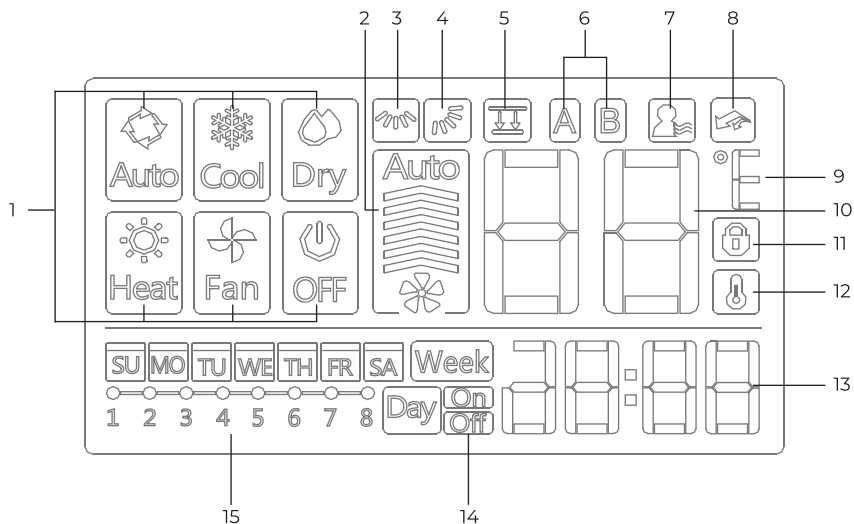 2 3 4 5 6 7 8
A B
Auto Cool Dry Auto
9
1 10
11
Heat Fan OFF
12
SU MO TU WE TH FR SA Week
Day On 13
1 2 3 4 5 6 7 8 Off
15 14